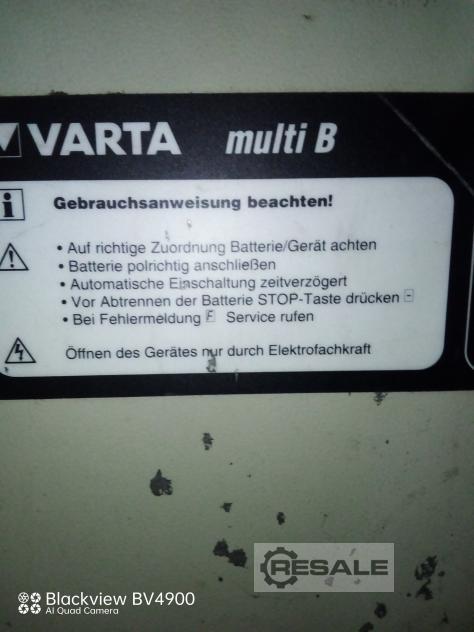 VARTA multi B
Gebrauchsanweisung beachten!
• Auf richtige Zuordnung Batterie/Gerät achten
• Batterie polrichtig anschließen
• Automatische Einschaltung zeitverzögert
• Vor Abtrennen der Batterie STOP-Taste drücken
• Bei Fehlermeldung F Service rufen
Öffnen des Gerätes nur durch Elektrofachkraft
RESALE
Blackview BV4900
AI Quad Camera